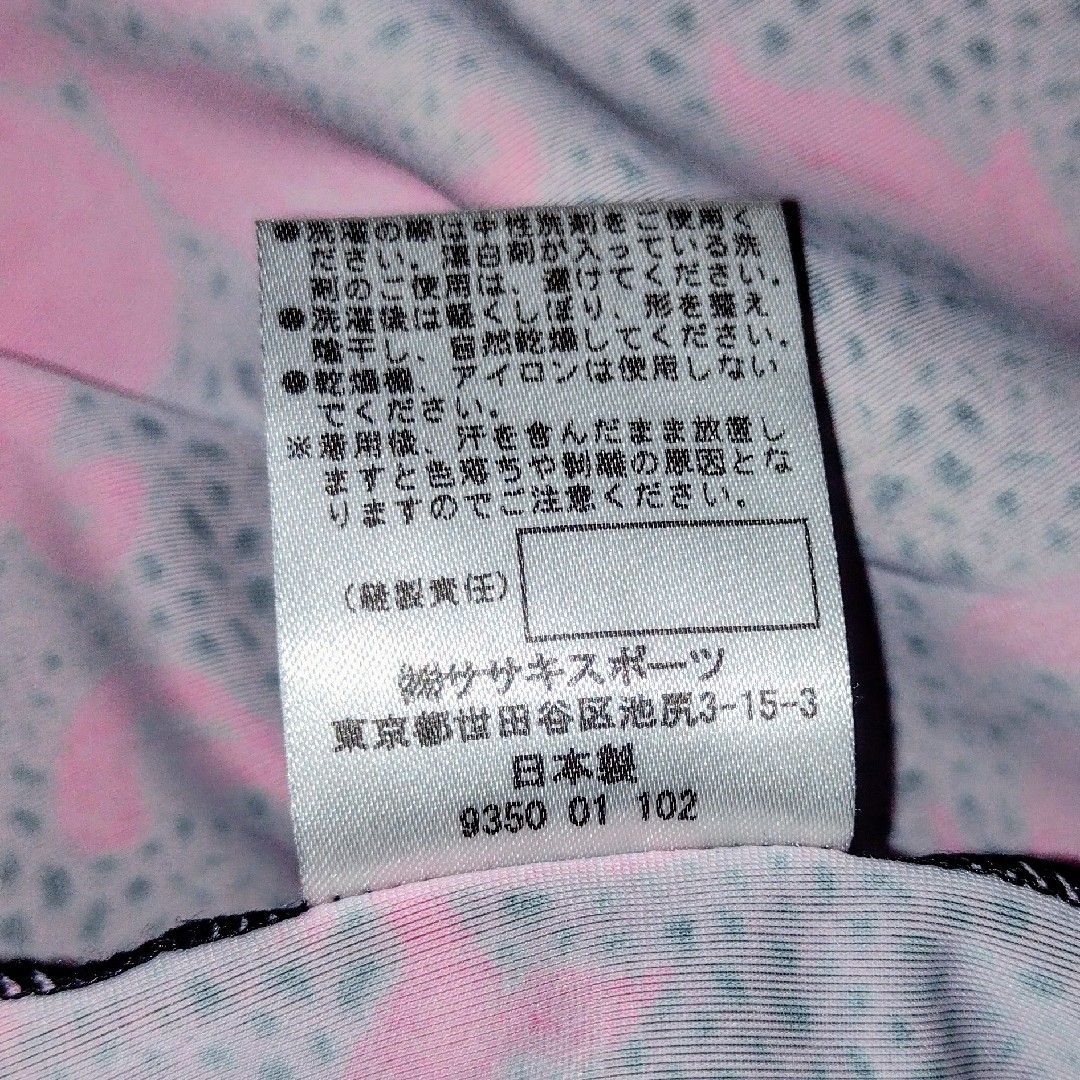 ●洗濯の際は中性洗剤をご使用く
ださい。漂白剤が入っている洗
剤のご使用は、避けてください。
●洗濯後は軽くしぼり、形を整え
陰干し、自然乾燥してください。
●乾燥機、アイロンは使用しない
でください。
※着用後、汗を含んだまま放置し
ますと色落ちや剥離の原因とな
りますのでご注意ください。
(縫製責任)
㈱ササキスポーツ
東京都世田谷区池尻3-15-3
日本製
9350 01 102